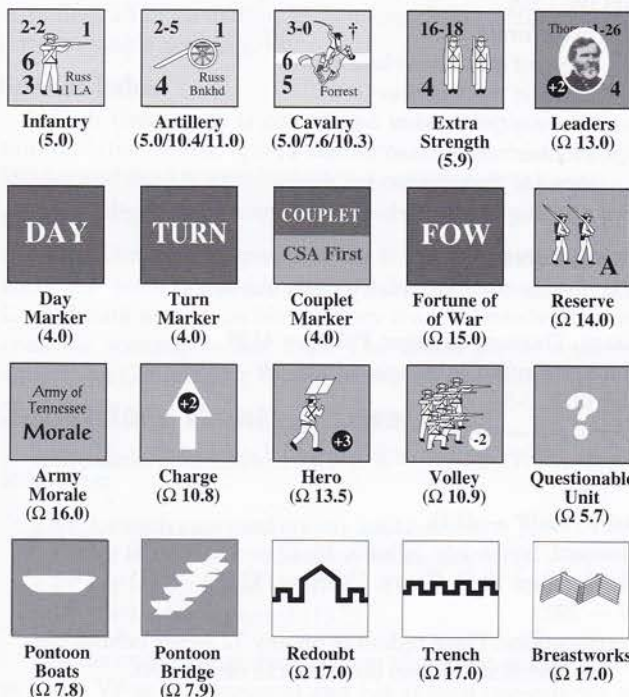 2-2 1
6
3 Russ
11 LA
2-5 1
4 Russ
Bnkhd
3-0 †
6
5 Forrest
16-18
4
Thom 1-26
+2 4
Infantry
(5.0)
Artillery
(5.0/10.4/11.0)
Cavalry
(5.0/7.6/10.3)
Extra
Strength
(5.9)
Leaders
(Ω 13.0)
DAY
TURN
COUPLET
CSA First
FOW
A
Day
Marker
(4.0)
Turn
Marker
(4.0)
Couplet
Marker
(4.0)
Fortune of
of War
(Ω 15.0)
Reserve
(Ω 14.0)
Army of
Tennessee
Morale
+2
+3
-2
?
Army
Morale
(Ω 16.0)
Charge
(Ω 10.8)
Hero
(Ω 13.5)
Volley
(Ω 10.9)
Questionable
Unit
(Ω 5.7)
Pontoon
Boats
(Ω 7.8)
Pontoon
Bridge
(Ω 7.9)
Redoubt
(Ω 17.0)
Trench
(Ω 17.0)
Breastworks
(Ω 17.0)